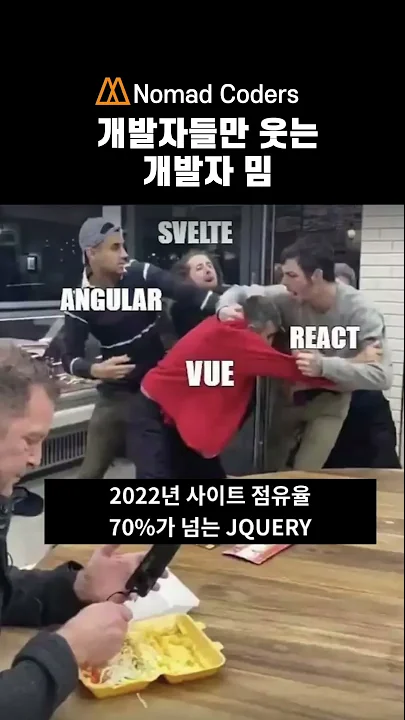 Nomad Coders
개발자들만 웃는
개발자 밈
SVELTE
ANGULAR
REACT
VUE
2022년 사이트 점유율
70%가 넘는 JQUERY